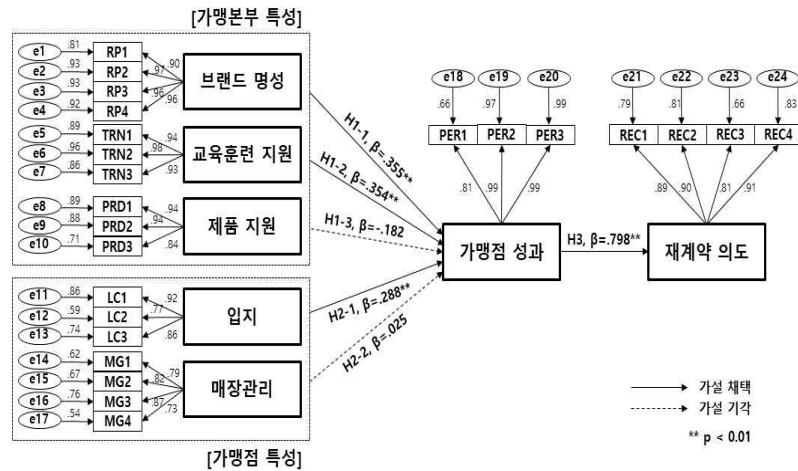 [가맹본부 특성]
e1 .81 RP1
e2 .93 RP2
e3 .93 RP3
e4 .92 RP4
.90
.97
.96
.96
브랜드 명성
e5 .89 TRN1
e6 .96 TRN2
e7 .86 TRN3
.94
.98
.93
교육훈련 지원
e8 .89 PRD1
e9 .88 PRD2
e10 .71 PRD3
.94
.94
.84
제품 지원
e11 .86 LC1
e12 .59 LC2
e13 .74 LC3
.92
.77
.86
입지
e14 .62 MG1
e15 .67 MG2
e16 .76 MG3
e17 .54 MG4
.79
.82
.87
.73
매장관리
[가맹점 특성]
H1-1, β=.355**
H1-2, β=.354**
H1-3, β=-.182
H2-1, β=.288**
H2-2, β=.025
e18 e19 e20
.66 .97 .99
PER1 PER2 PER3
.81 .99 .99
가맹점 성과
H3, β=.798**
e21 e22 e23 e24
.79 .81 .66 .83
REC1 REC2 REC3 REC4
.89 .90 .81 .91
재계약 의도
가설 채택
가설 기각
** p < 0.01